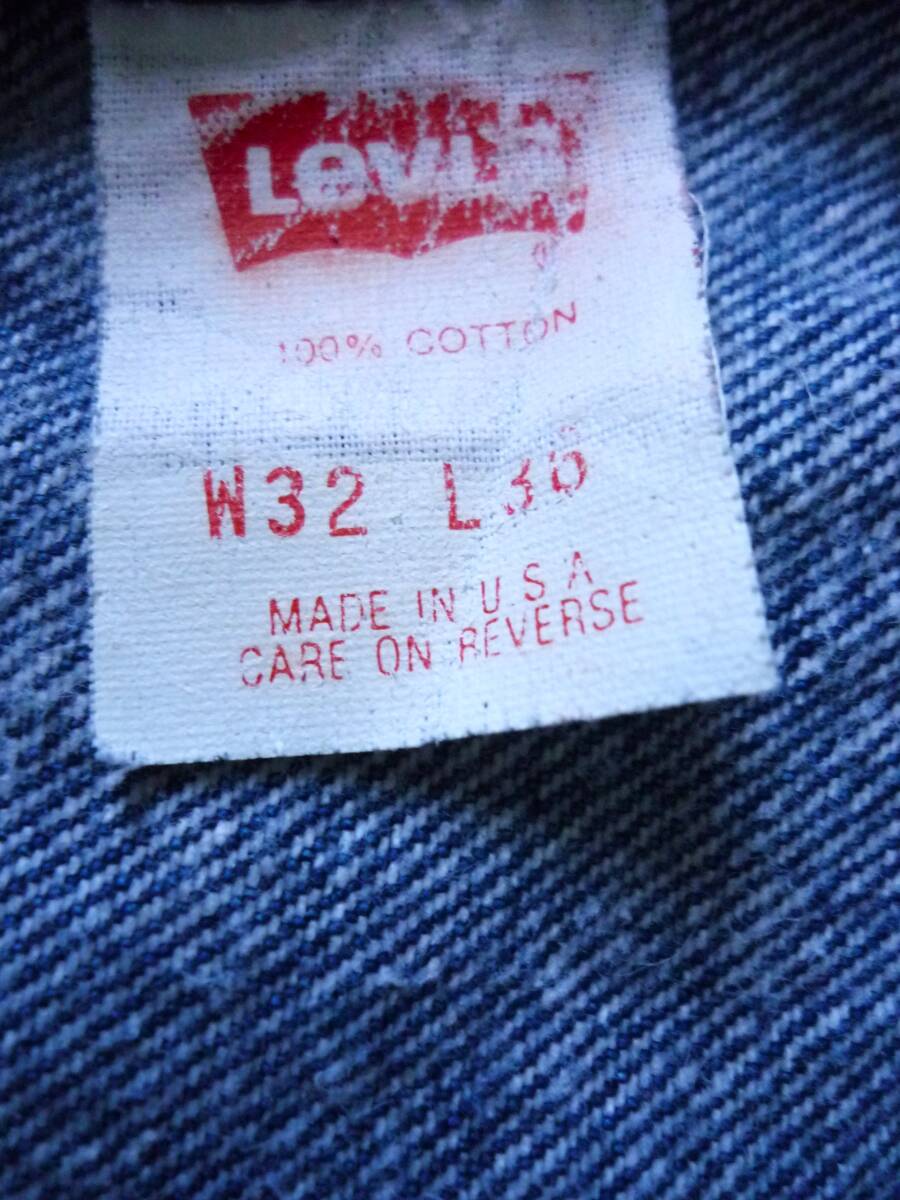 Levi's
100% COTTON
W32 L30
MADE IN U S A
CARE ON REVERSE